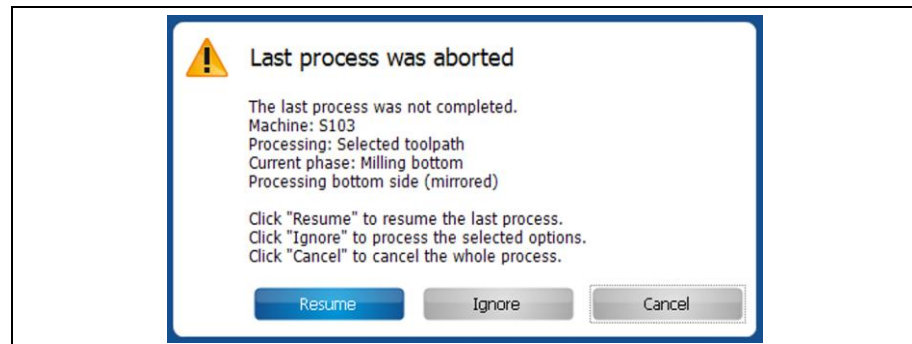 Last process was aborted
The last process was not completed.
Machine: S103
Processing: Selected toolpath
Current phase: Milling bottom
Processing bottom side (mirrored)
Click "Resume" to resume the last process.
Click "Ignore" to process the selected options.
Click "Cancel" to cancel the whole process.
Resume Ignore Cancel